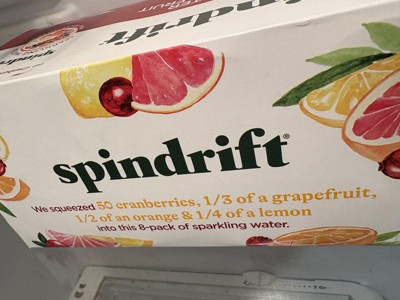 spindrift®
We squeezed 50 cranberries, 1/3 of a grapefruit,
1/2 of an orange & 1/4 of a lemon
into this 8-pack of sparkling water.